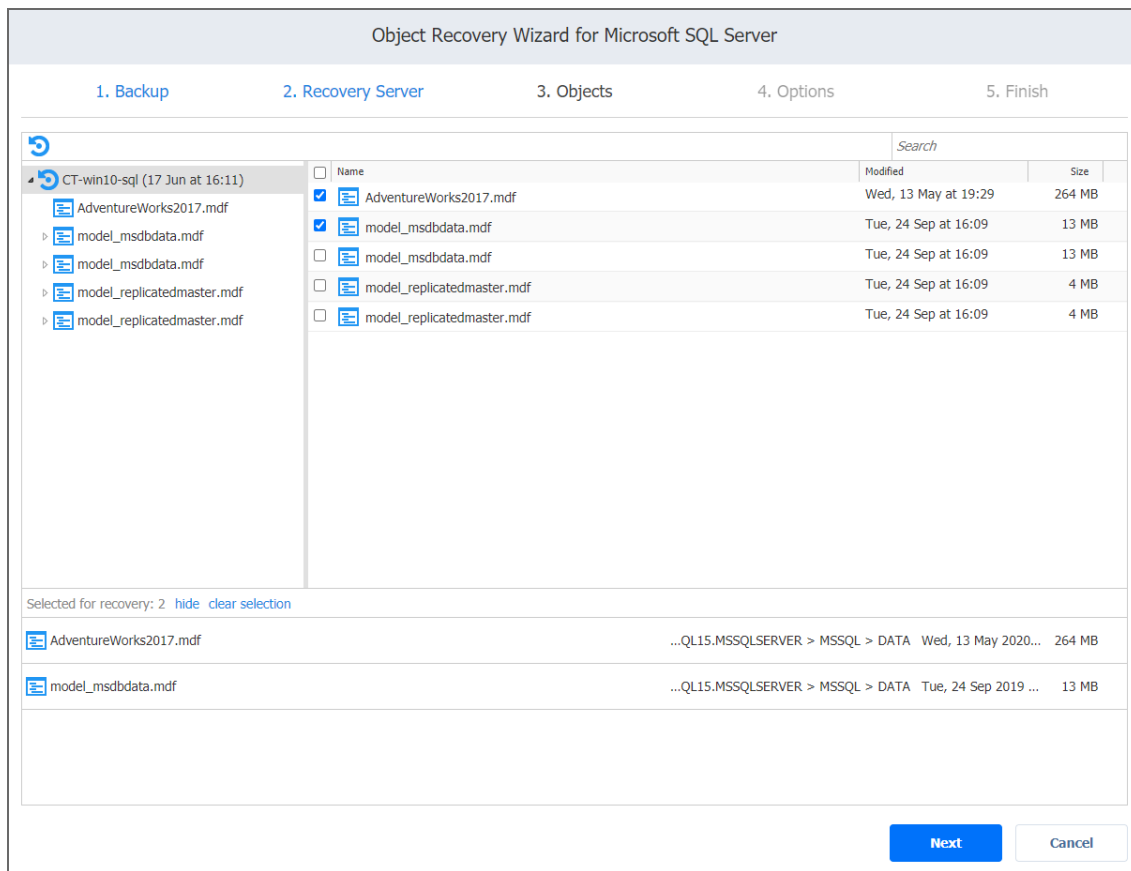 Object Recovery Wizard for Microsoft SQL Server
1. Backup 2. Recovery Server 3. Objects 4. Options 5. Finish
Search
CT-win10-sql (17 Jun at 16:11)
AdventureWorks2017.mdf
model_msdbdata.mdf
model_msdbdata.mdf
model_replicatedmaster.mdf
model_replicatedmaster.mdf
Name Modified Size
AdventureWorks2017.mdf Wed, 13 May at 19:29 264 MB
model_msdbdata.mdf Tue, 24 Sep at 16:09 13 MB
model_msdbdata.mdf Tue, 24 Sep at 16:09 13 MB
model_replicatedmaster.mdf Tue, 24 Sep at 16:09 4 MB
model_replicatedmaster.mdf Tue, 24 Sep at 16:09 4 MB
Selected for recovery: 2 hide clear selection
AdventureWorks2017.mdf ...QL15.MSSQLSERVER > MSSQL > DATA Wed, 13 May 2020... 264 MB
model_msdbdata.mdf ...QL15.MSSQLSERVER > MSSQL > DATA Tue, 24 Sep 2019 ... 13 MB
Next Cancel